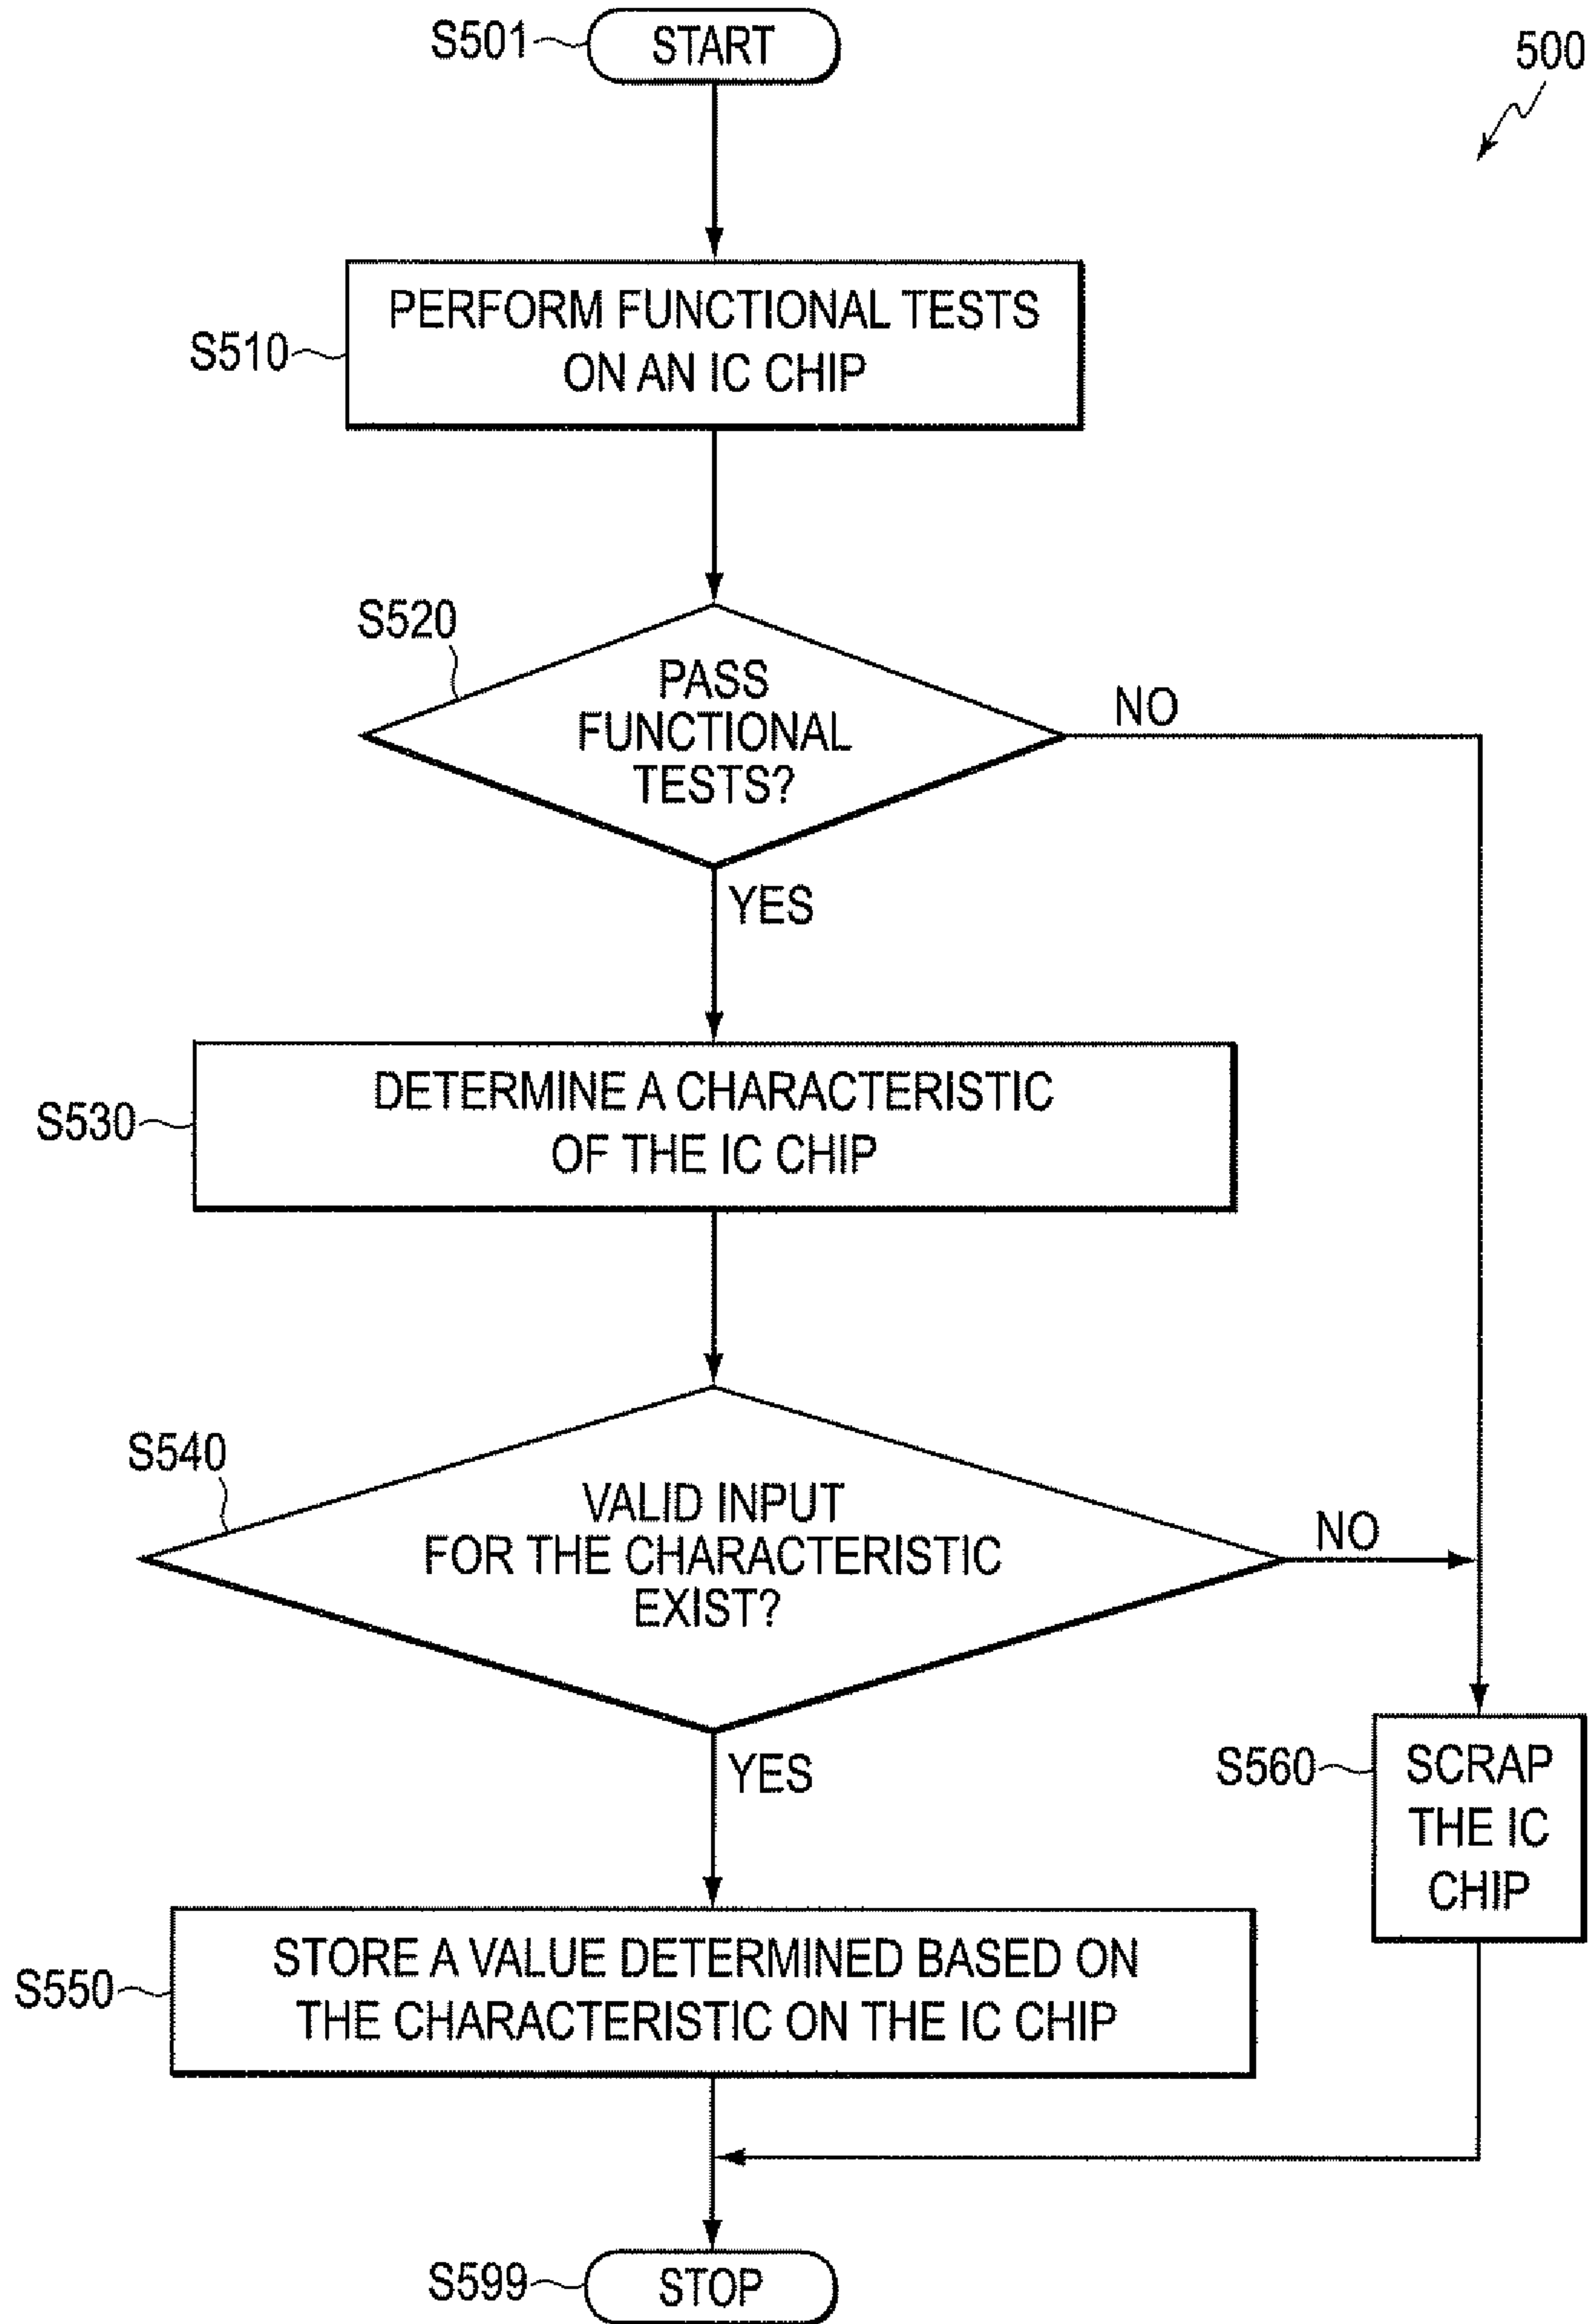 S501
START
500
S510
PERFORM FUNCTIONAL TESTS
ON AN IC CHIP
S520
PASS
FUNCTIONAL
TESTS?
NO
YES
S530
DETERMINE A CHARACTERISTIC
OF THE IC CHIP
S540
VALID INPUT
FOR THE CHARACTERISTIC
EXIST?
NO
YES
S560
SCRAP
THE IC
CHIP
S550
STORE A VALUE DETERMINED BASED ON
THE CHARACTERISTIC ON THE IC CHIP
S599
STOP